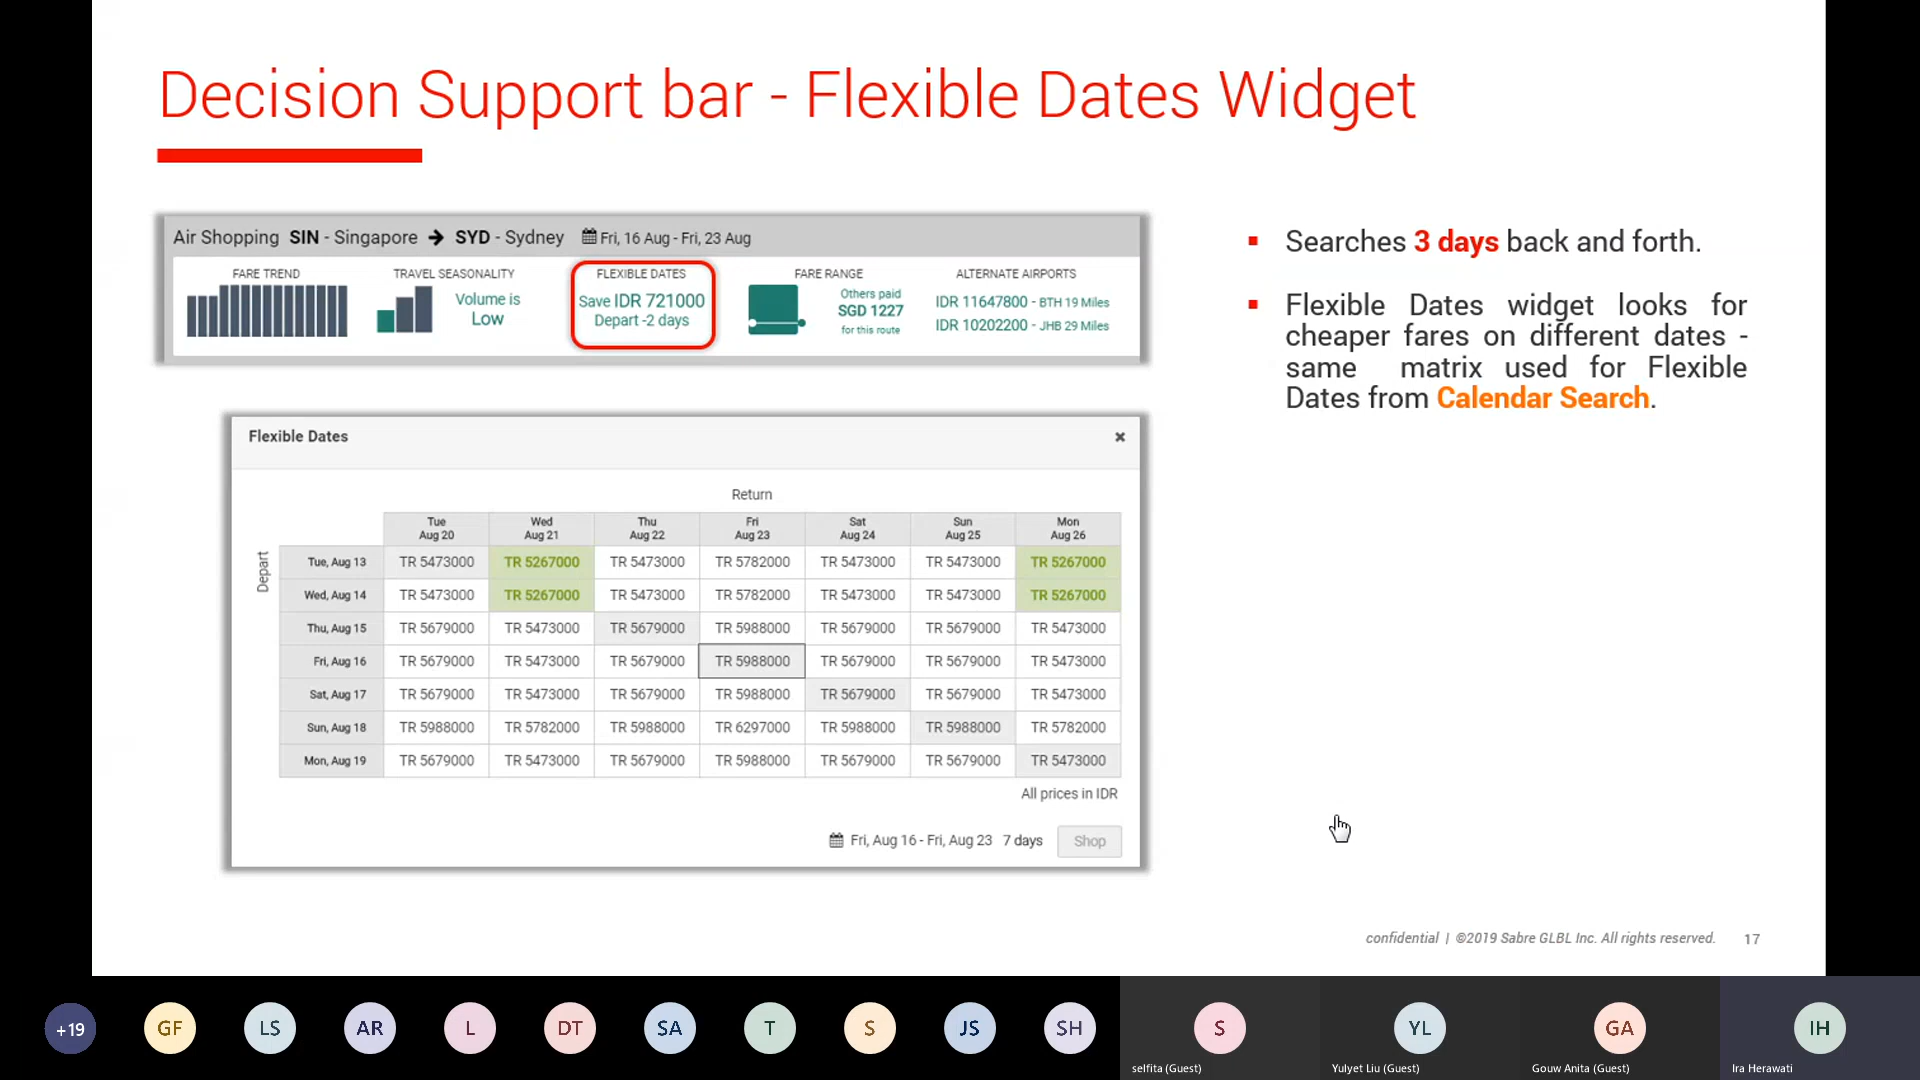 Decision Support bar - Flexible Dates Widget
Air Shopping SIN - Singapore → SYD - Sydney Fri, 16 Aug - Fri, 23 Aug
FARE TREND TRAVEL SEASONALITY FLEXIBLE DATES FARE RANGE ALTERNATE AIRPORTS
Volume is
Low
Save IDR 721000
Depart -2 days
Others paid
SGD 1227
for this route
IDR 11647800 - BTH 19 Miles
IDR 10202200 - JHB 29 Miles
▪ Searches 3 days back and forth.
▪ Flexible Dates widget looks for
cheaper fares on different dates -
same matrix used for Flexible
Dates from Calendar Search.
Flexible Dates ×
Return
Depart
Tue Wed Thu Fri Sat Sun Mon
Aug 20 Aug 21 Aug 22 Aug 23 Aug 24 Aug 25 Aug 26
Tue, Aug 13 TR 5473000 TR 5267000 TR 5473000 TR 5782000 TR 5473000 TR 5473000 TR 5267000
Wed, Aug 14 TR 5473000 TR 5267000 TR 5473000 TR 5782000 TR 5473000 TR 5473000 TR 5267000
Thu, Aug 15 TR 5679000 TR 5473000 TR 5679000 TR 5988000 TR 5679000 TR 5679000 TR 5473000
Fri, Aug 16 TR 5679000 TR 5473000 TR 5679000 TR 5988000 TR 5679000 TR 5679000 TR 5473000
Sat, Aug 17 TR 5679000 TR 5473000 TR 5679000 TR 5988000 TR 5679000 TR 5679000 TR 5473000
Sun, Aug 18 TR 5988000 TR 5782000 TR 5988000 TR 6297000 TR 5988000 TR 5988000 TR 5782000
Mon, Aug 19 TR 5679000 TR 5473000 TR 5679000 TR 5988000 TR 5679000 TR 5679000 TR 5473000
All prices in IDR
Fri, Aug 16 - Fri, Aug 23 7 days Shop
confidential | ©2019 Sabre GLBL Inc. All rights reserved. 17
+19 GF LS AR L DT SA T S JS SH S YL GA IH
selfita (Guest) Yulyet Liu (Guest) Gouw Anita (Guest) Ira Herawati